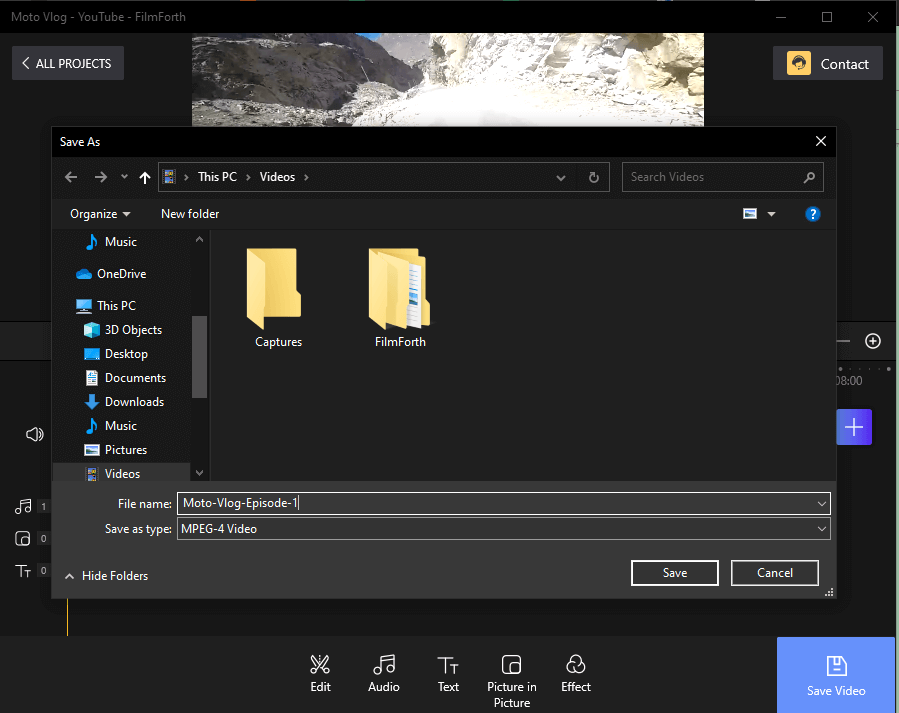 Moto Vlog - YouTube - FilmForth
ALL PROJECTS
Contact
Save As
This PC
Videos
Search Videos
Organize
New folder
Music
OneDrive
This PC
3D Objects
Desktop
Documents
Downloads
Music
Pictures
Videos
Captures
FilmForth
08:00
1
0
0
File name: Moto-Vlog-Episode-1
Save as type: MPEG-4 Video
Hide Folders
Save
Cancel
Edit
Audio
Text
Picture in
Picture
Effect
Save Video